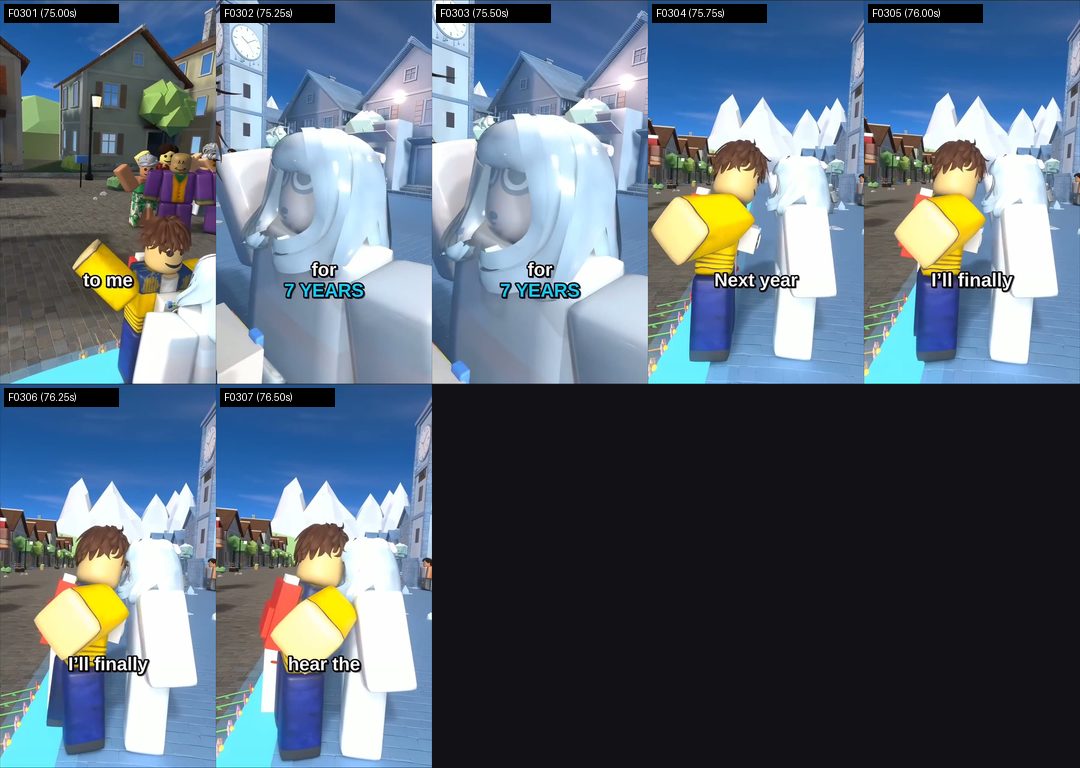 F0301 (75.00s)
to me
F0302 (75.25s)
for
7 YEARS
F0303 (75.50s)
for
7 YEARS
F0304 (75.75s)
Next year
F0305 (76.00s)
I'll finally
F0306 (76.25s)
I'll finally
F0307 (76.50s)
hear the